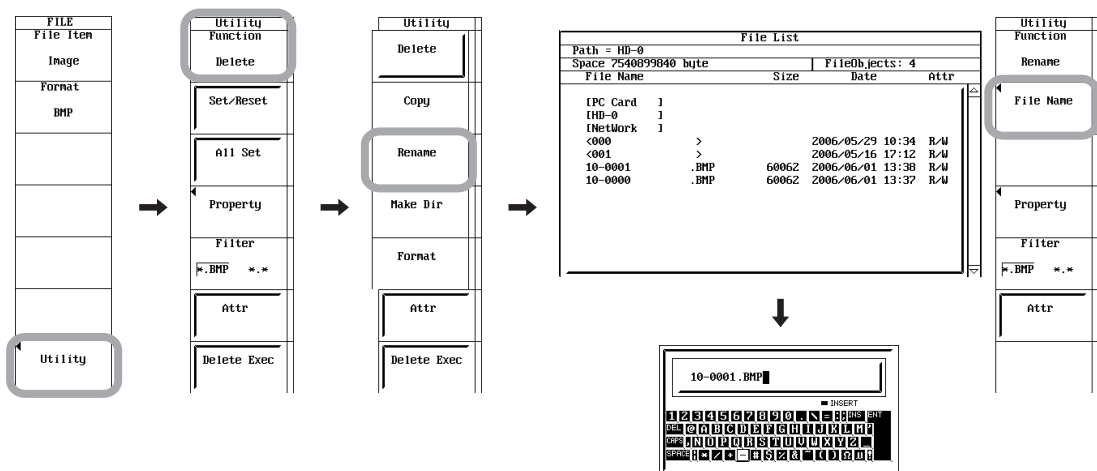 FILE
File Item
Image
Format
BMP
Utility
Utility
Function
Delete
Set/Reset
All Set
Property
Filter
*.BMP *.*
Attr
Delete Exec
Utility
Delete
Copy
Rename
Make Dir
Format
Attr
Delete Exec
File List
Path = HD-0
Space 7540899840 byte FileObjects: 4
File Name Size Date Attr
[PC Card ]
[HD-0 ]
[NetWork ]
<000 > 2006/05/29 10:34 R/W
<001 > 2006/05/16 17:12 R/W
10-0001 .BMP 60062 2006/06/01 13:38 R/W
10-0000 .BMP 60062 2006/06/01 13:37 R/W
Utility
Function
Rename
File Name
Property
Filter
*.BMP *.*
Attr
10-0001.BMP
INSERT
1 2 3 4 5 6 7 8 9 0 . \ = : ; INS ENT
DEL @ A B C D E F G H I J K L M ?
CAPS , N O P Q R S T U V W X Y Z _
SPACE * / + - # $ % & ~ ( ) Ω µ